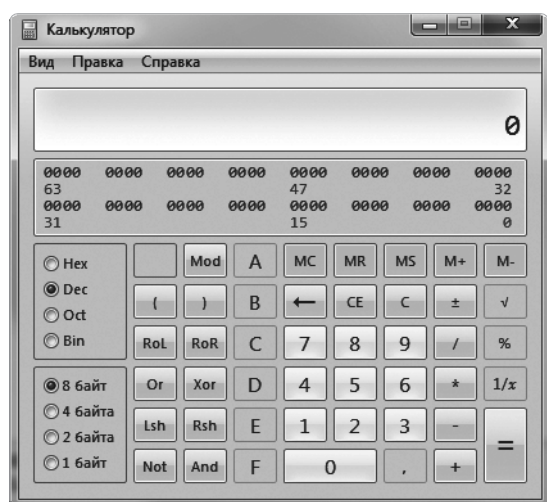 Калькулятор
Вид Правка Справка
0
0000 0000 0000 0000 0000 0000 0000 0000
63 47 32
0000 0000 0000 0000 0000 0000 0000 0000
31 15 0
Hex Mod A MC MR MS M+ M-
Dec ( ) B ← CE C ± √
Oct
Bin RoL RoR C 7 8 9 / %
8 байт Or Xor D 4 5 6 * 1/x
4 байта
2 байта Lsh Rsh E 1 2 3 - =
1 байт Not And F 0 , +